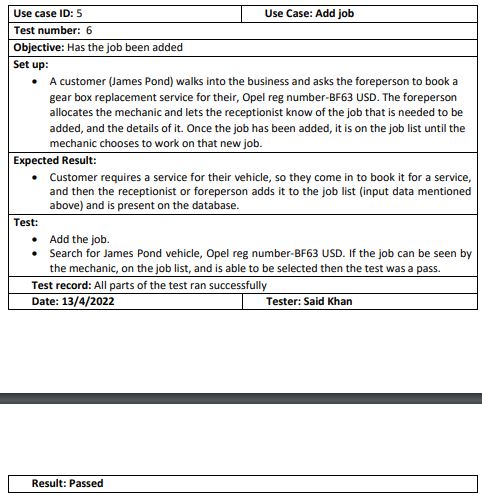 Use case ID: 5 Use Case: Add job
Test number: 6
Objective: Has the job been added
Set up:
• A customer (James Pond) walks into the business and asks the foreperson to book a
gear box replacement service for their, Opel reg number-BF63 USD. The foreperson
allocates the mechanic and lets the receptionist know of the job that is needed to be
added, and the details of it. Once the job has been added, it is on the job list until the
mechanic chooses to work on that new job.
Expected Result:
• Customer requires a service for their vehicle, so they come in to book it for a service,
and then the receptionist or foreperson adds it to the job list (input data mentioned
above) and is present on the database.
Test:
• Add the job.
• Search for James Pond vehicle, Opel reg number-BF63 USD. If the job can be seen by
the mechanic, on the job list, and is able to be selected then the test was a pass.
Test record: All parts of the test ran successfully
Date: 13/4/2022 Tester: Said Khan
Result: Passed